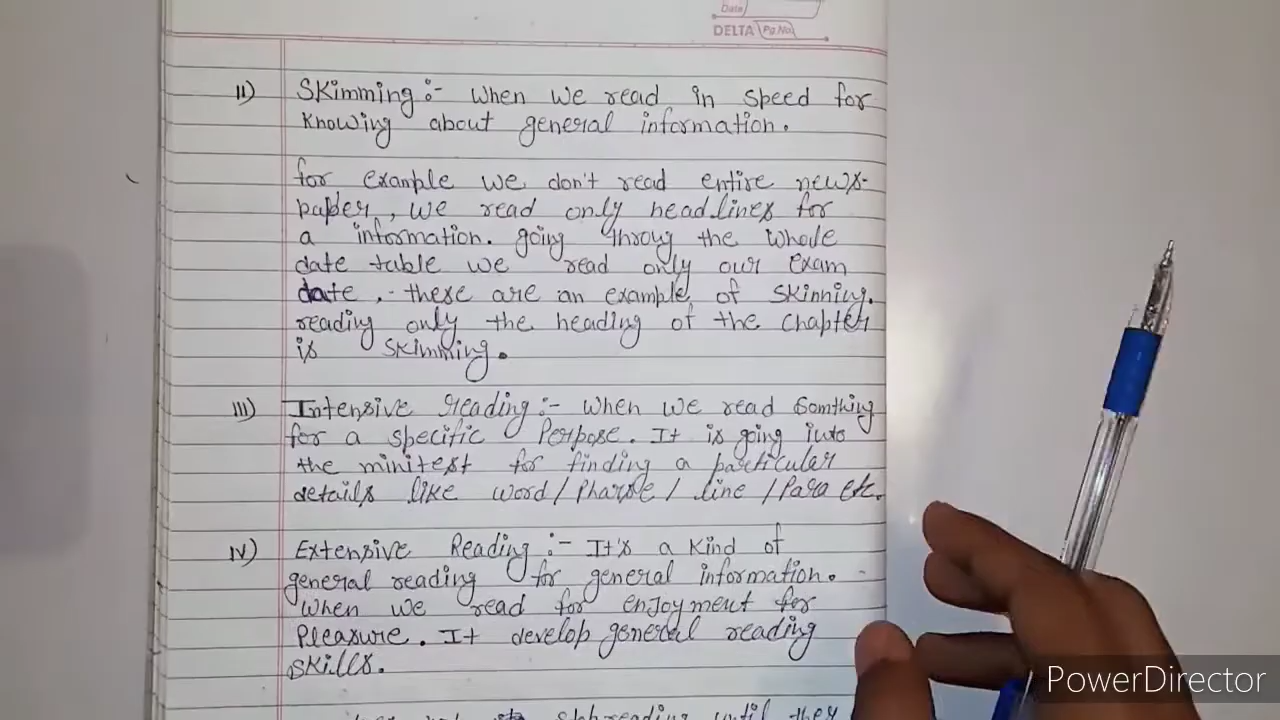 Date
DELTA Pg No.
II) Skimming :- when we read in speed for
knowing about general information.
for example we don't read entire news-
paper, we read only headlines for
a information. going throug the whole
date table we read only our exam
date, - these are an example of skinning.
reading only the heading of the chapter
is skimming.
III) Intensive reading :- when we read Somthing
for a specific Perpose. It is going into
the minitest for finding a particular
details like word / Pharse / line / Para etc.
IV) Extensive Reading :- It's a kind of
general reading for general information.
when we read for enjoyment for
Pleasure. It develop general reading
skills.
reading until they
PowerDirector